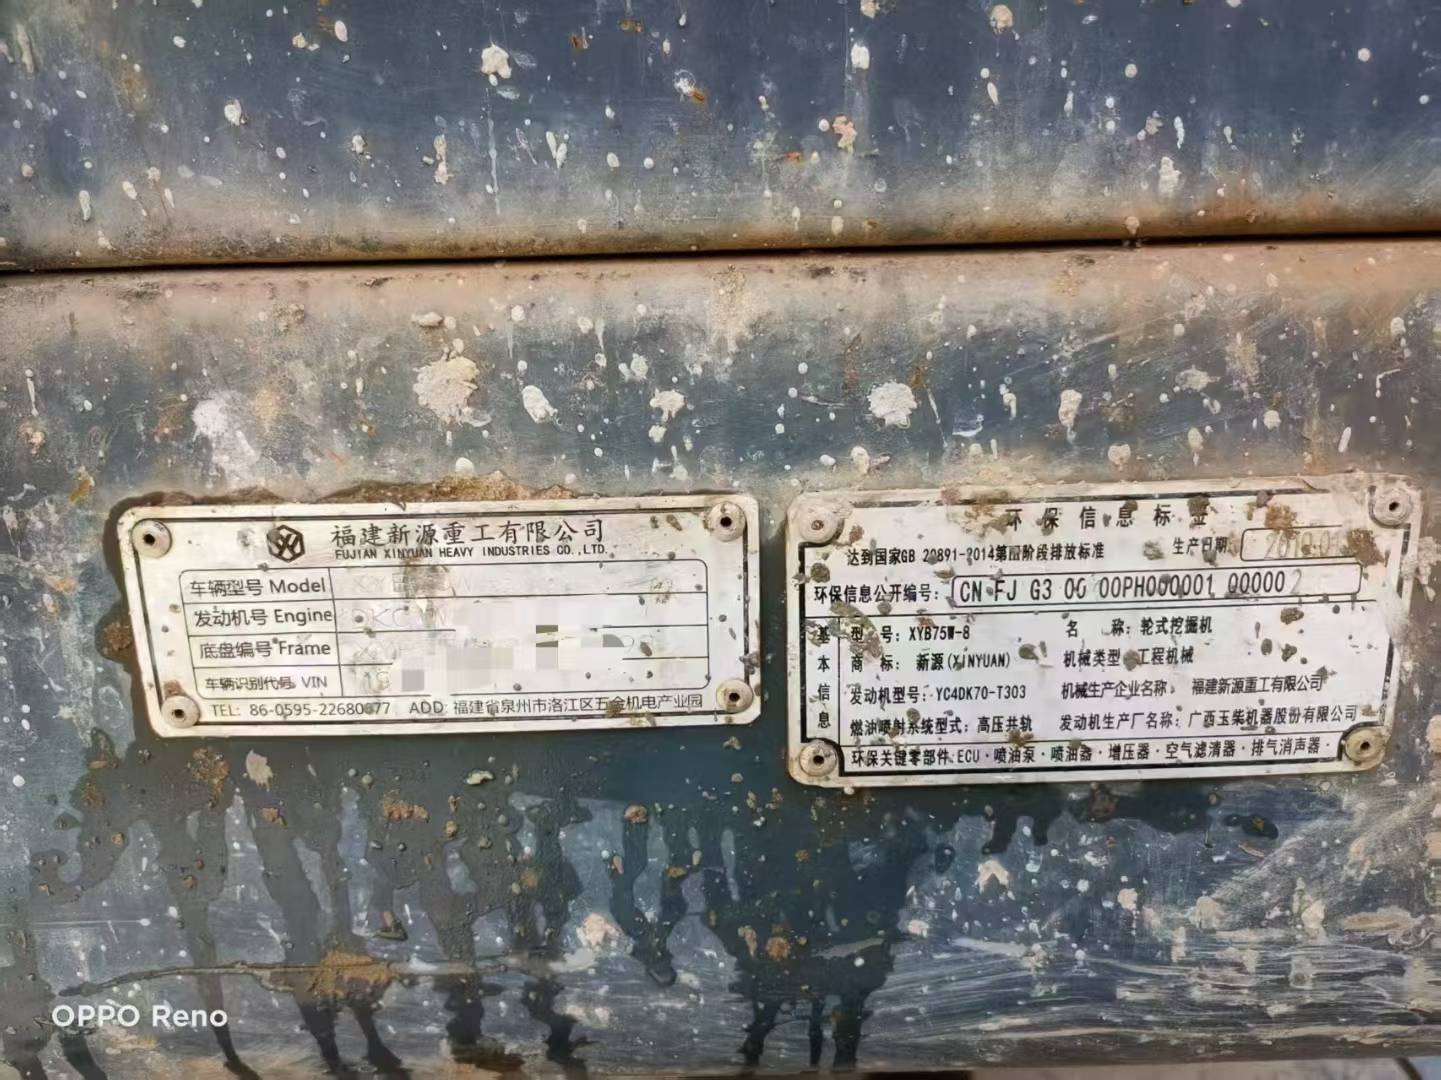 福建新源重工有限公司
FUJIAN XINYUAN HEAVY INDUSTRIES CO.,LTD.
车辆型号 Model
发动机号 Engine
底盘编号 Frame
车辆识别代号 VIN
TEL: 86-0595-22680077 ADD: 福建省泉州市洛江区五金机电产业园
环保信息标签
达到国家GB 20891-2014第三阶段排放标准 生产日期
环保信息公开编号: CN FJ G3 00 00PH000001 000002
基本信息
型号: XYB75W-8 名称: 轮式挖掘机
商标: 新源(XINYUAN) 机械类型: 工程机械
发动机型号: YC4DK70-T303 机械生产企业名称: 福建新源重工有限公司
燃油喷射系统型式: 高压共轨 发动机生产厂名称: 广西玉柴机器股份有限公司
环保关键零部件: ECU·喷油泵·喷油器·增压器·空气滤清器·排气消声器·
OPPO Reno